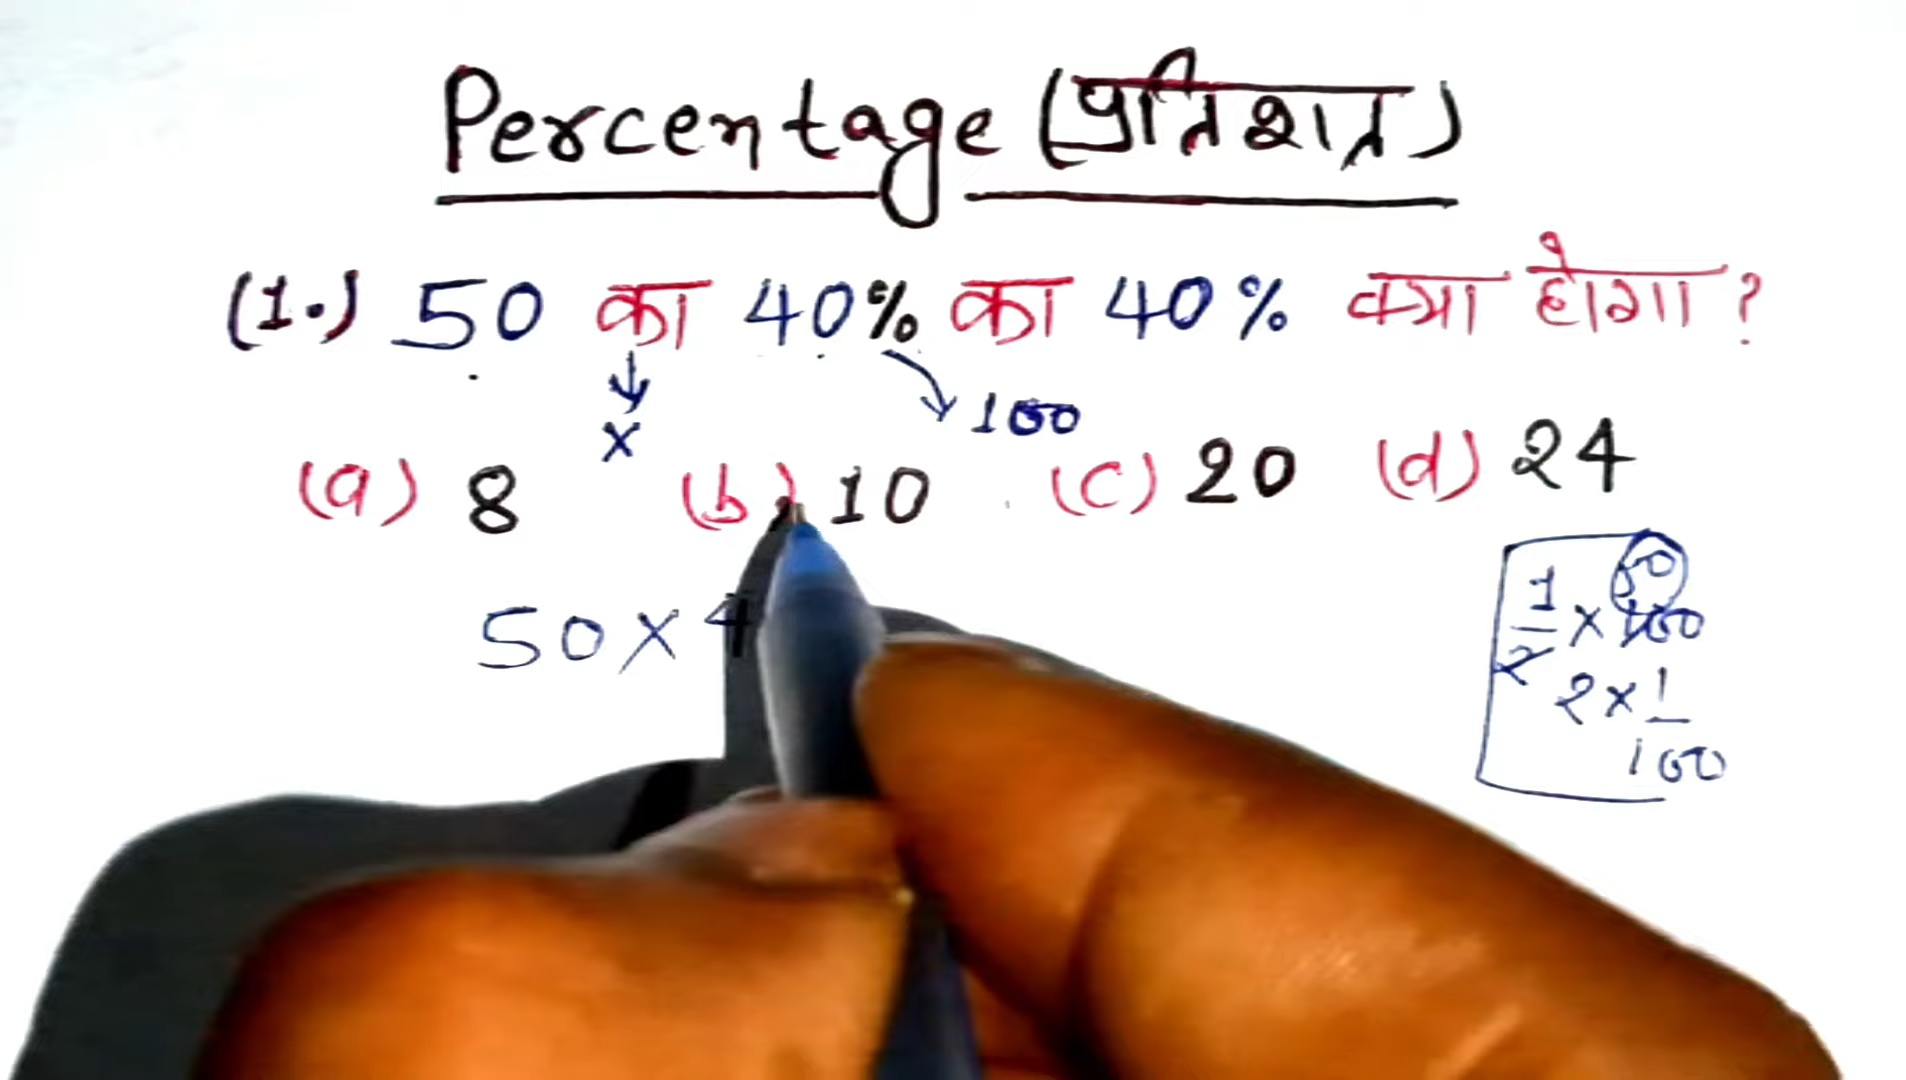 Percentage (प्रतिशत)
(1.) 50 का 40% का 40% क्या होगा ?
x 100
(a) 8 (b) 10 (c) 20 (d) 24
50 x 4
1/2 x 100 50
2 x 1/100